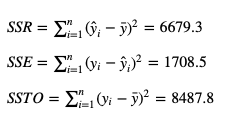 SSR = ∑ⁿᵢ₌₁(ŷᵢ − ȳ)² = 6679.3
SSE = ∑ⁿᵢ₌₁(yᵢ − ŷᵢ)² = 1708.5
SSTO = ∑ⁿᵢ₌₁(yᵢ − ȳ)² = 8487.8